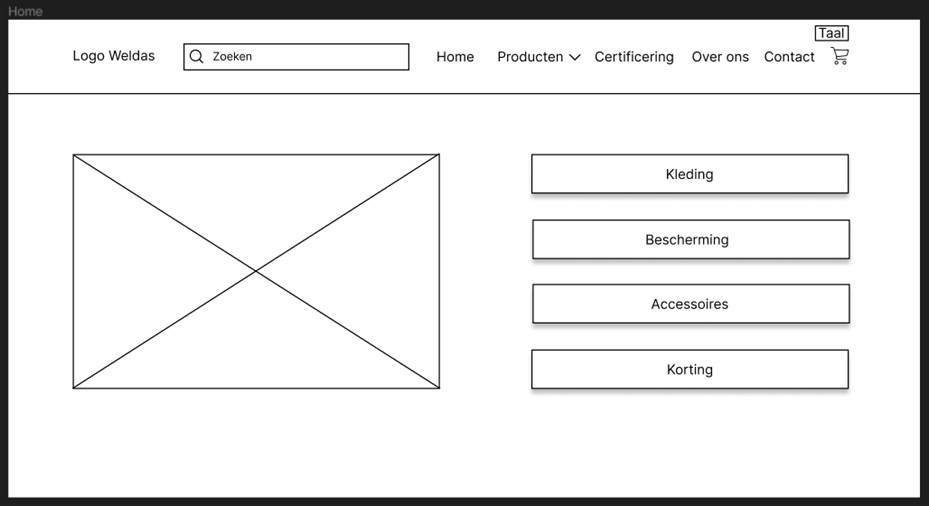 Home
Taal
Logo Weldas
Zoeken
Home Producten Certificering Over ons Contact
Kleding
Bescherming
Accessoires
Korting